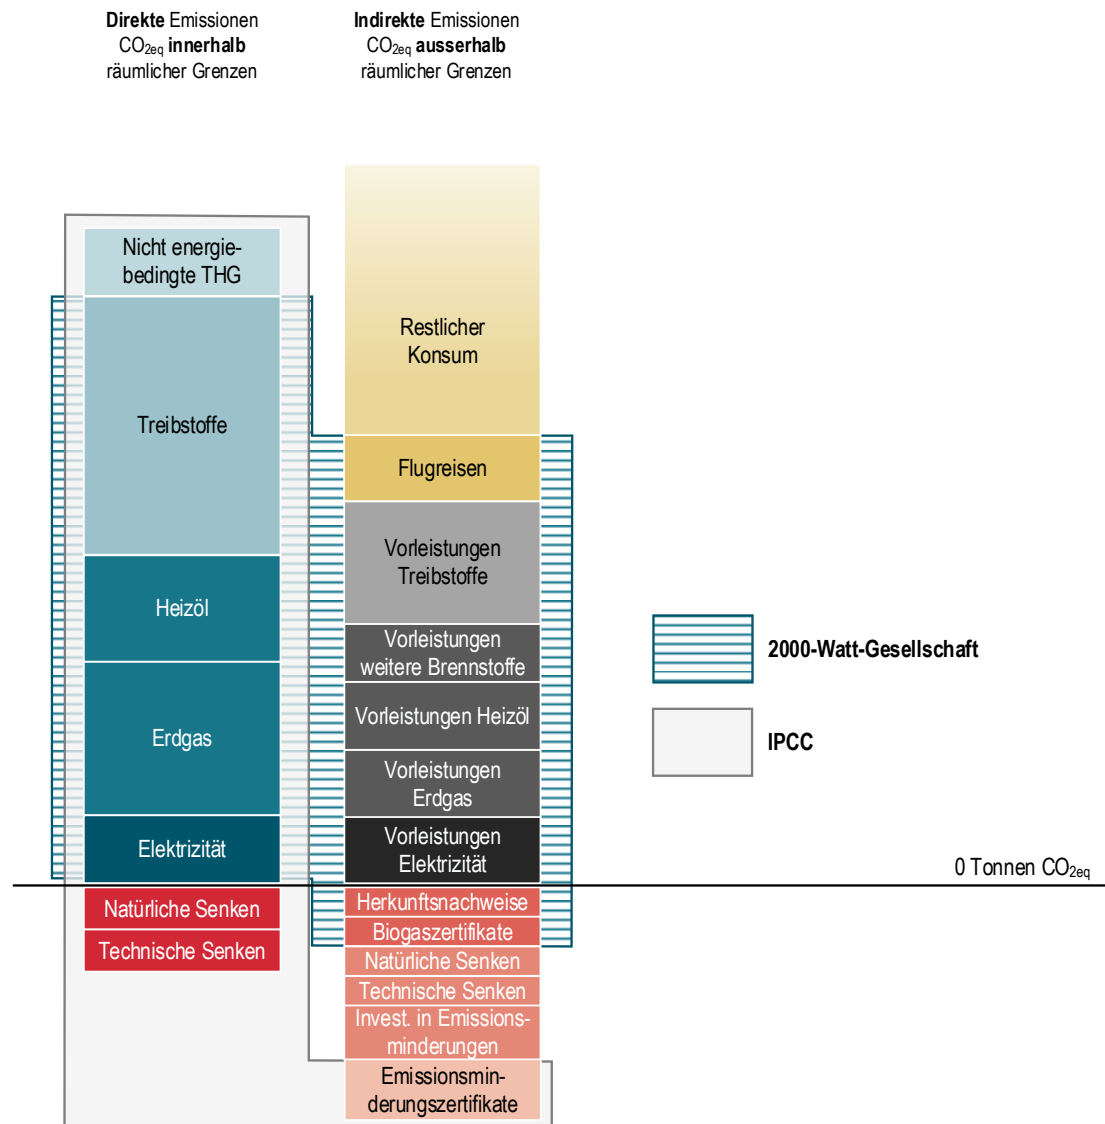 Direkte Emissionen
CO2eq innerhalb
räumlicher Grenzen
Indirekte Emissionen
CO2eq ausserhalb
räumlicher Grenzen
Nicht energie-
bedingte THG
Treibstoffe
Heizöl
Erdgas
Elektrizität
Natürliche Senken
Technische Senken
Restlicher
Konsum
Flugreisen
Vorleistungen
Treibstoffe
Vorleistungen
weitere Brennstoffe
Vorleistungen Heizöl
Vorleistungen
Erdgas
Vorleistungen
Elektrizität
Herkunftsnachweise
Biogaszertifikate
Natürliche Senken
Technische Senken
Invest. in Emissions-
minderungen
Emissionsmin-
derungszertifikate
2000-Watt-Gesellschaft
IPCC
0 Tonnen CO2eq